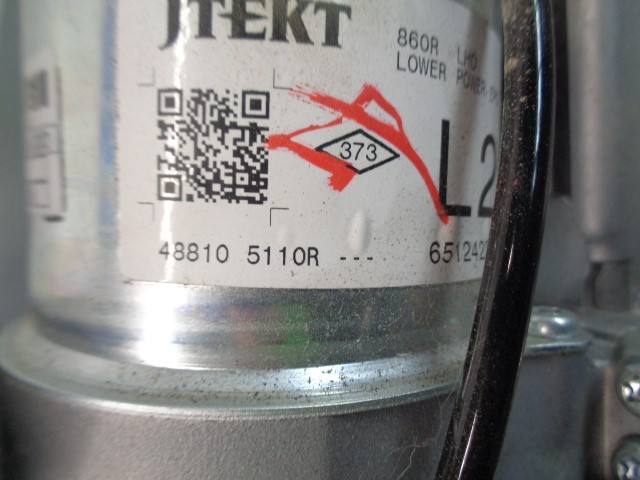 JTEKT
860R LHD
LOWER POWER
373
L2
48810 5110R ---
651242